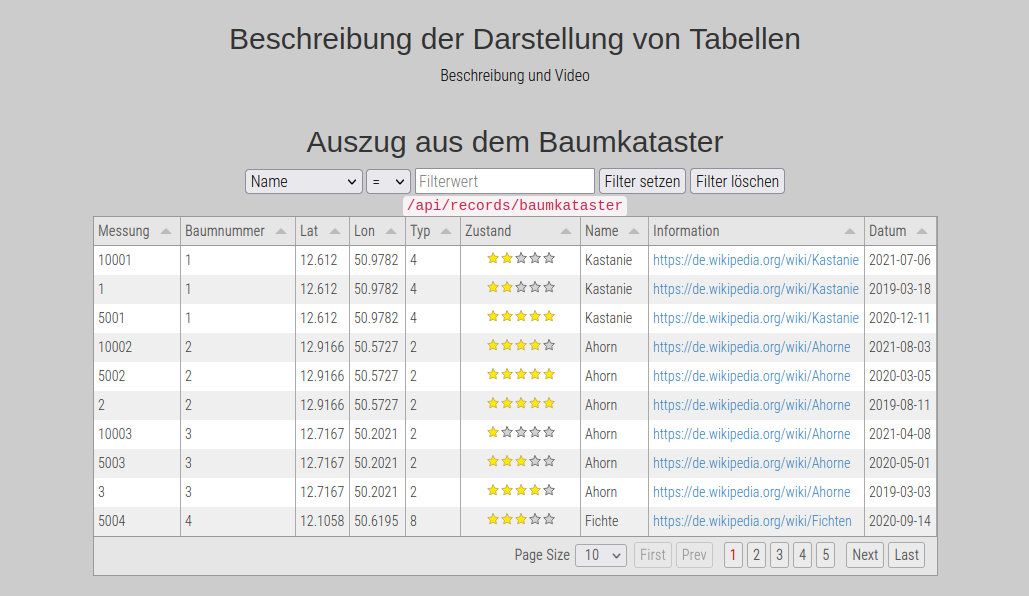 Beschreibung der Darstellung von Tabellen
Beschreibung und Video
Auszug aus dem Baumkataster
Name = Filterwert Filter setzen Filter löschen
/api/records/baumkataster
Messung Baumnummer Lat Lon Typ Zustand Name Information Datum
10001 1 12.612 50.9782 4 Kastanie https://de.wikipedia.org/wiki/Kastanie 2021-07-06
1 1 12.612 50.9782 4 Kastanie https://de.wikipedia.org/wiki/Kastanie 2019-03-18
5001 1 12.612 50.9782 4 Kastanie https://de.wikipedia.org/wiki/Kastanie 2020-12-11
10002 2 12.9166 50.5727 2 Ahorn https://de.wikipedia.org/wiki/Ahorne 2021-08-03
5002 2 12.9166 50.5727 2 Ahorn https://de.wikipedia.org/wiki/Ahorne 2020-03-05
2 2 12.9166 50.5727 2 Ahorn https://de.wikipedia.org/wiki/Ahorne 2019-08-11
10003 3 12.7167 50.2021 2 Ahorn https://de.wikipedia.org/wiki/Ahorne 2021-04-08
5003 3 12.7167 50.2021 2 Ahorn https://de.wikipedia.org/wiki/Ahorne 2020-05-01
3 3 12.7167 50.2021 2 Ahorn https://de.wikipedia.org/wiki/Ahorne 2019-03-03
5004 4 12.1058 50.6195 8 Fichte https://de.wikipedia.org/wiki/Fichten 2020-09-14
Page Size 10 First Prev 1 2 3 4 5 Next Last